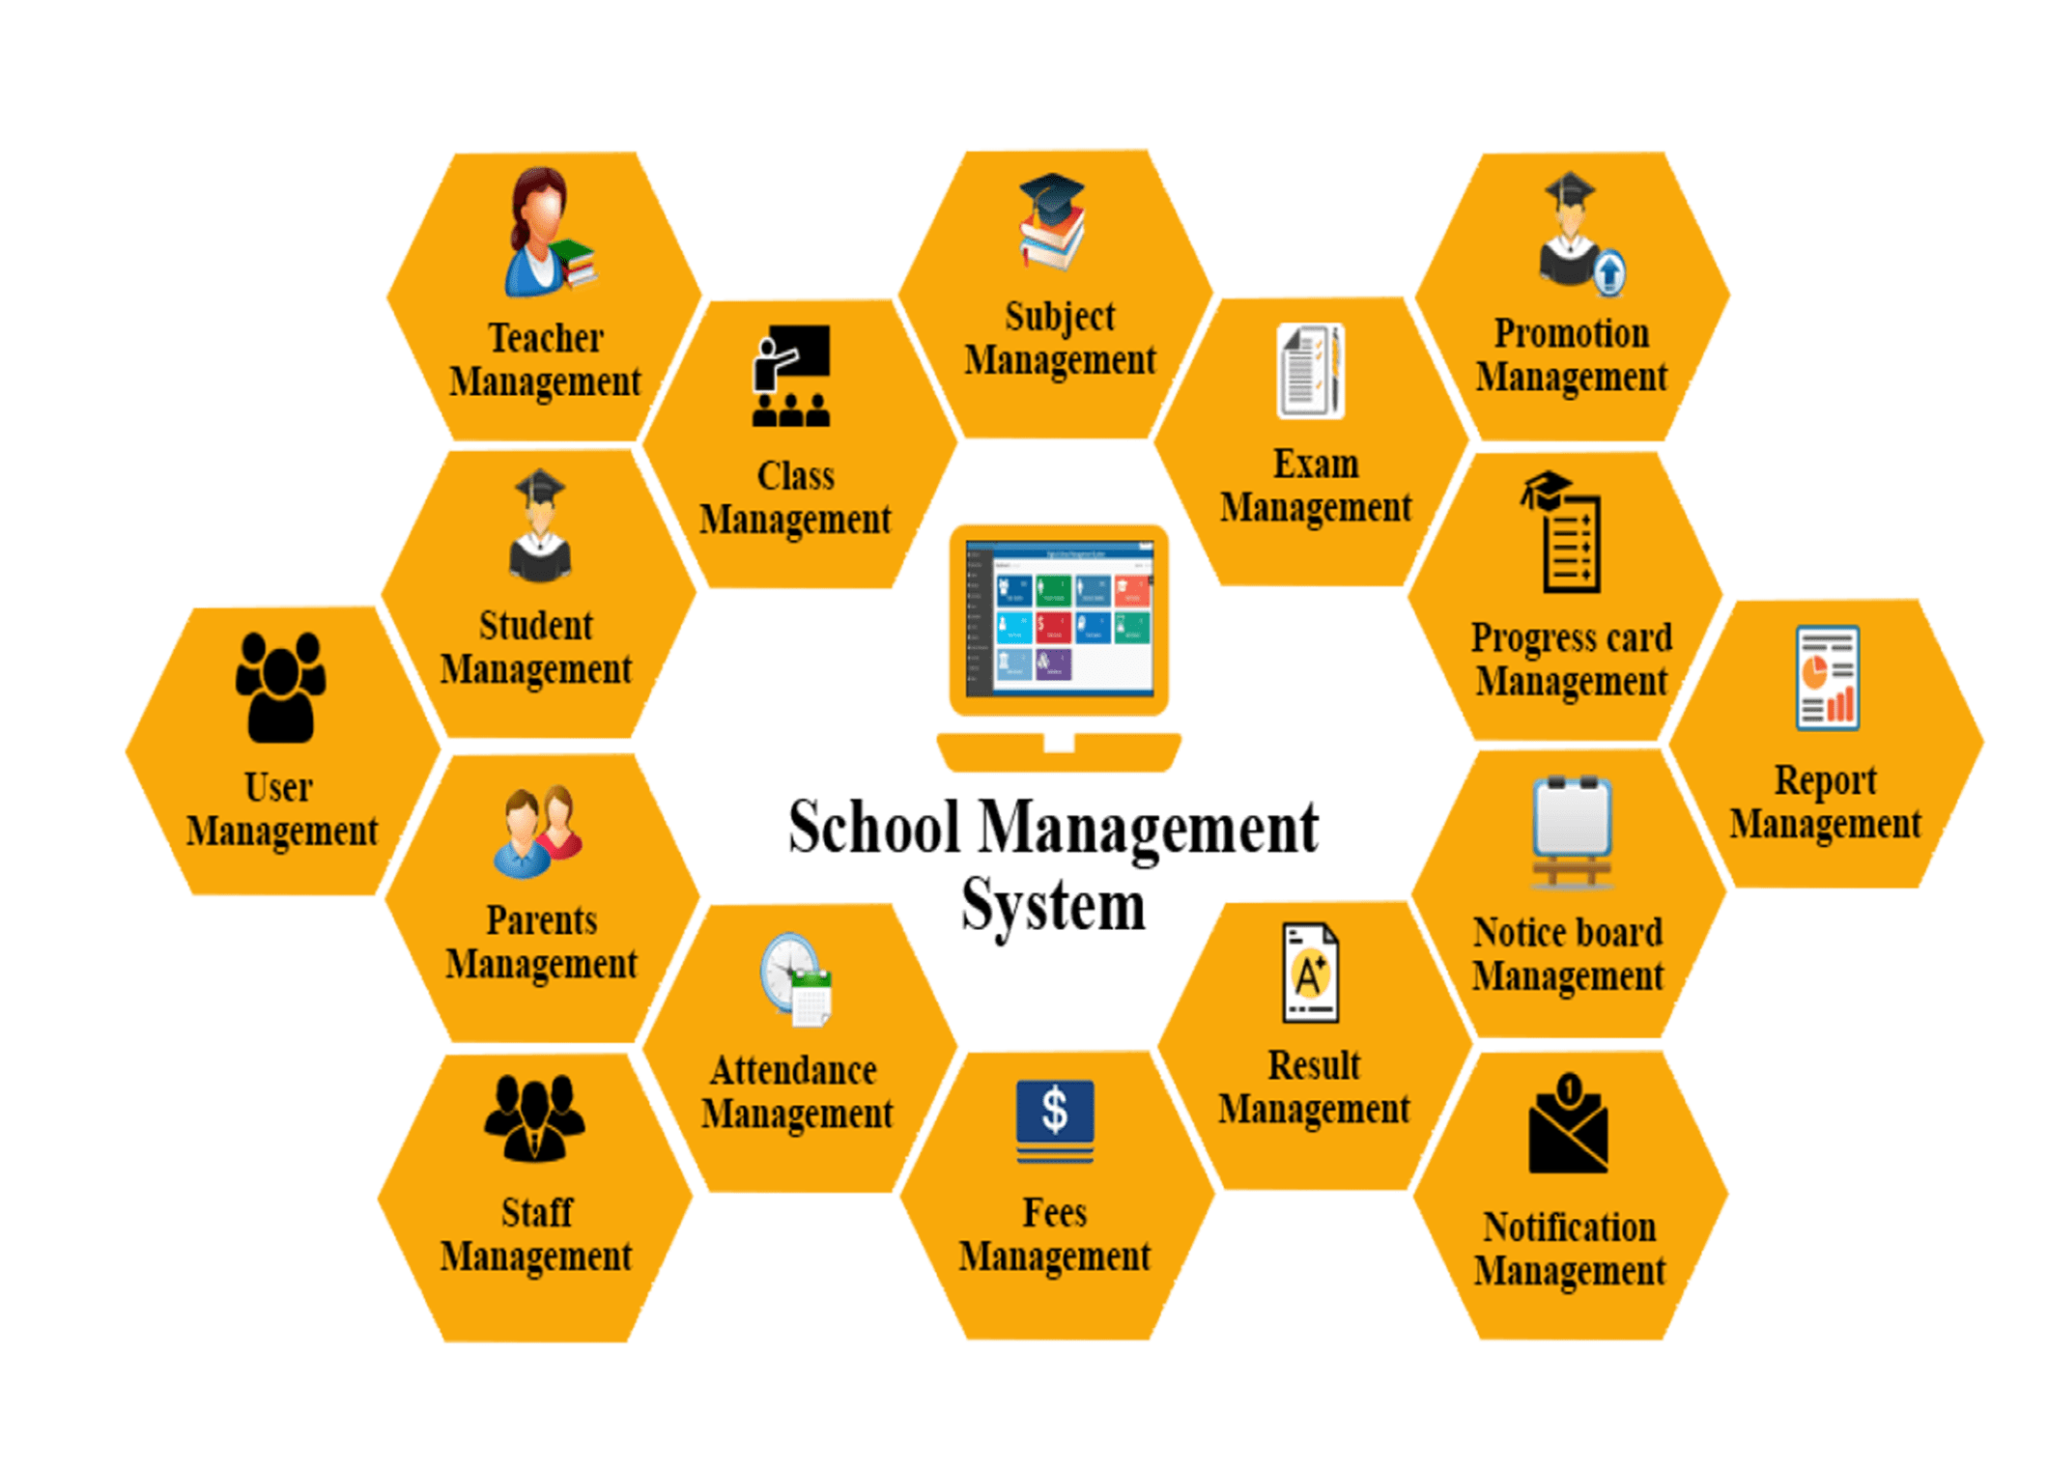 Teacher
Management
Class
Management
Subject
Management
Exam
Management
Promotion
Management
Student
Management
Progress card
Management
User
Management
Report
Management
Parents
Management
School Management
System
Notice board
Management
Attendance
Management
Result
Management
Staff
Management
Fees
Management
Notification
Management
$
A+
1